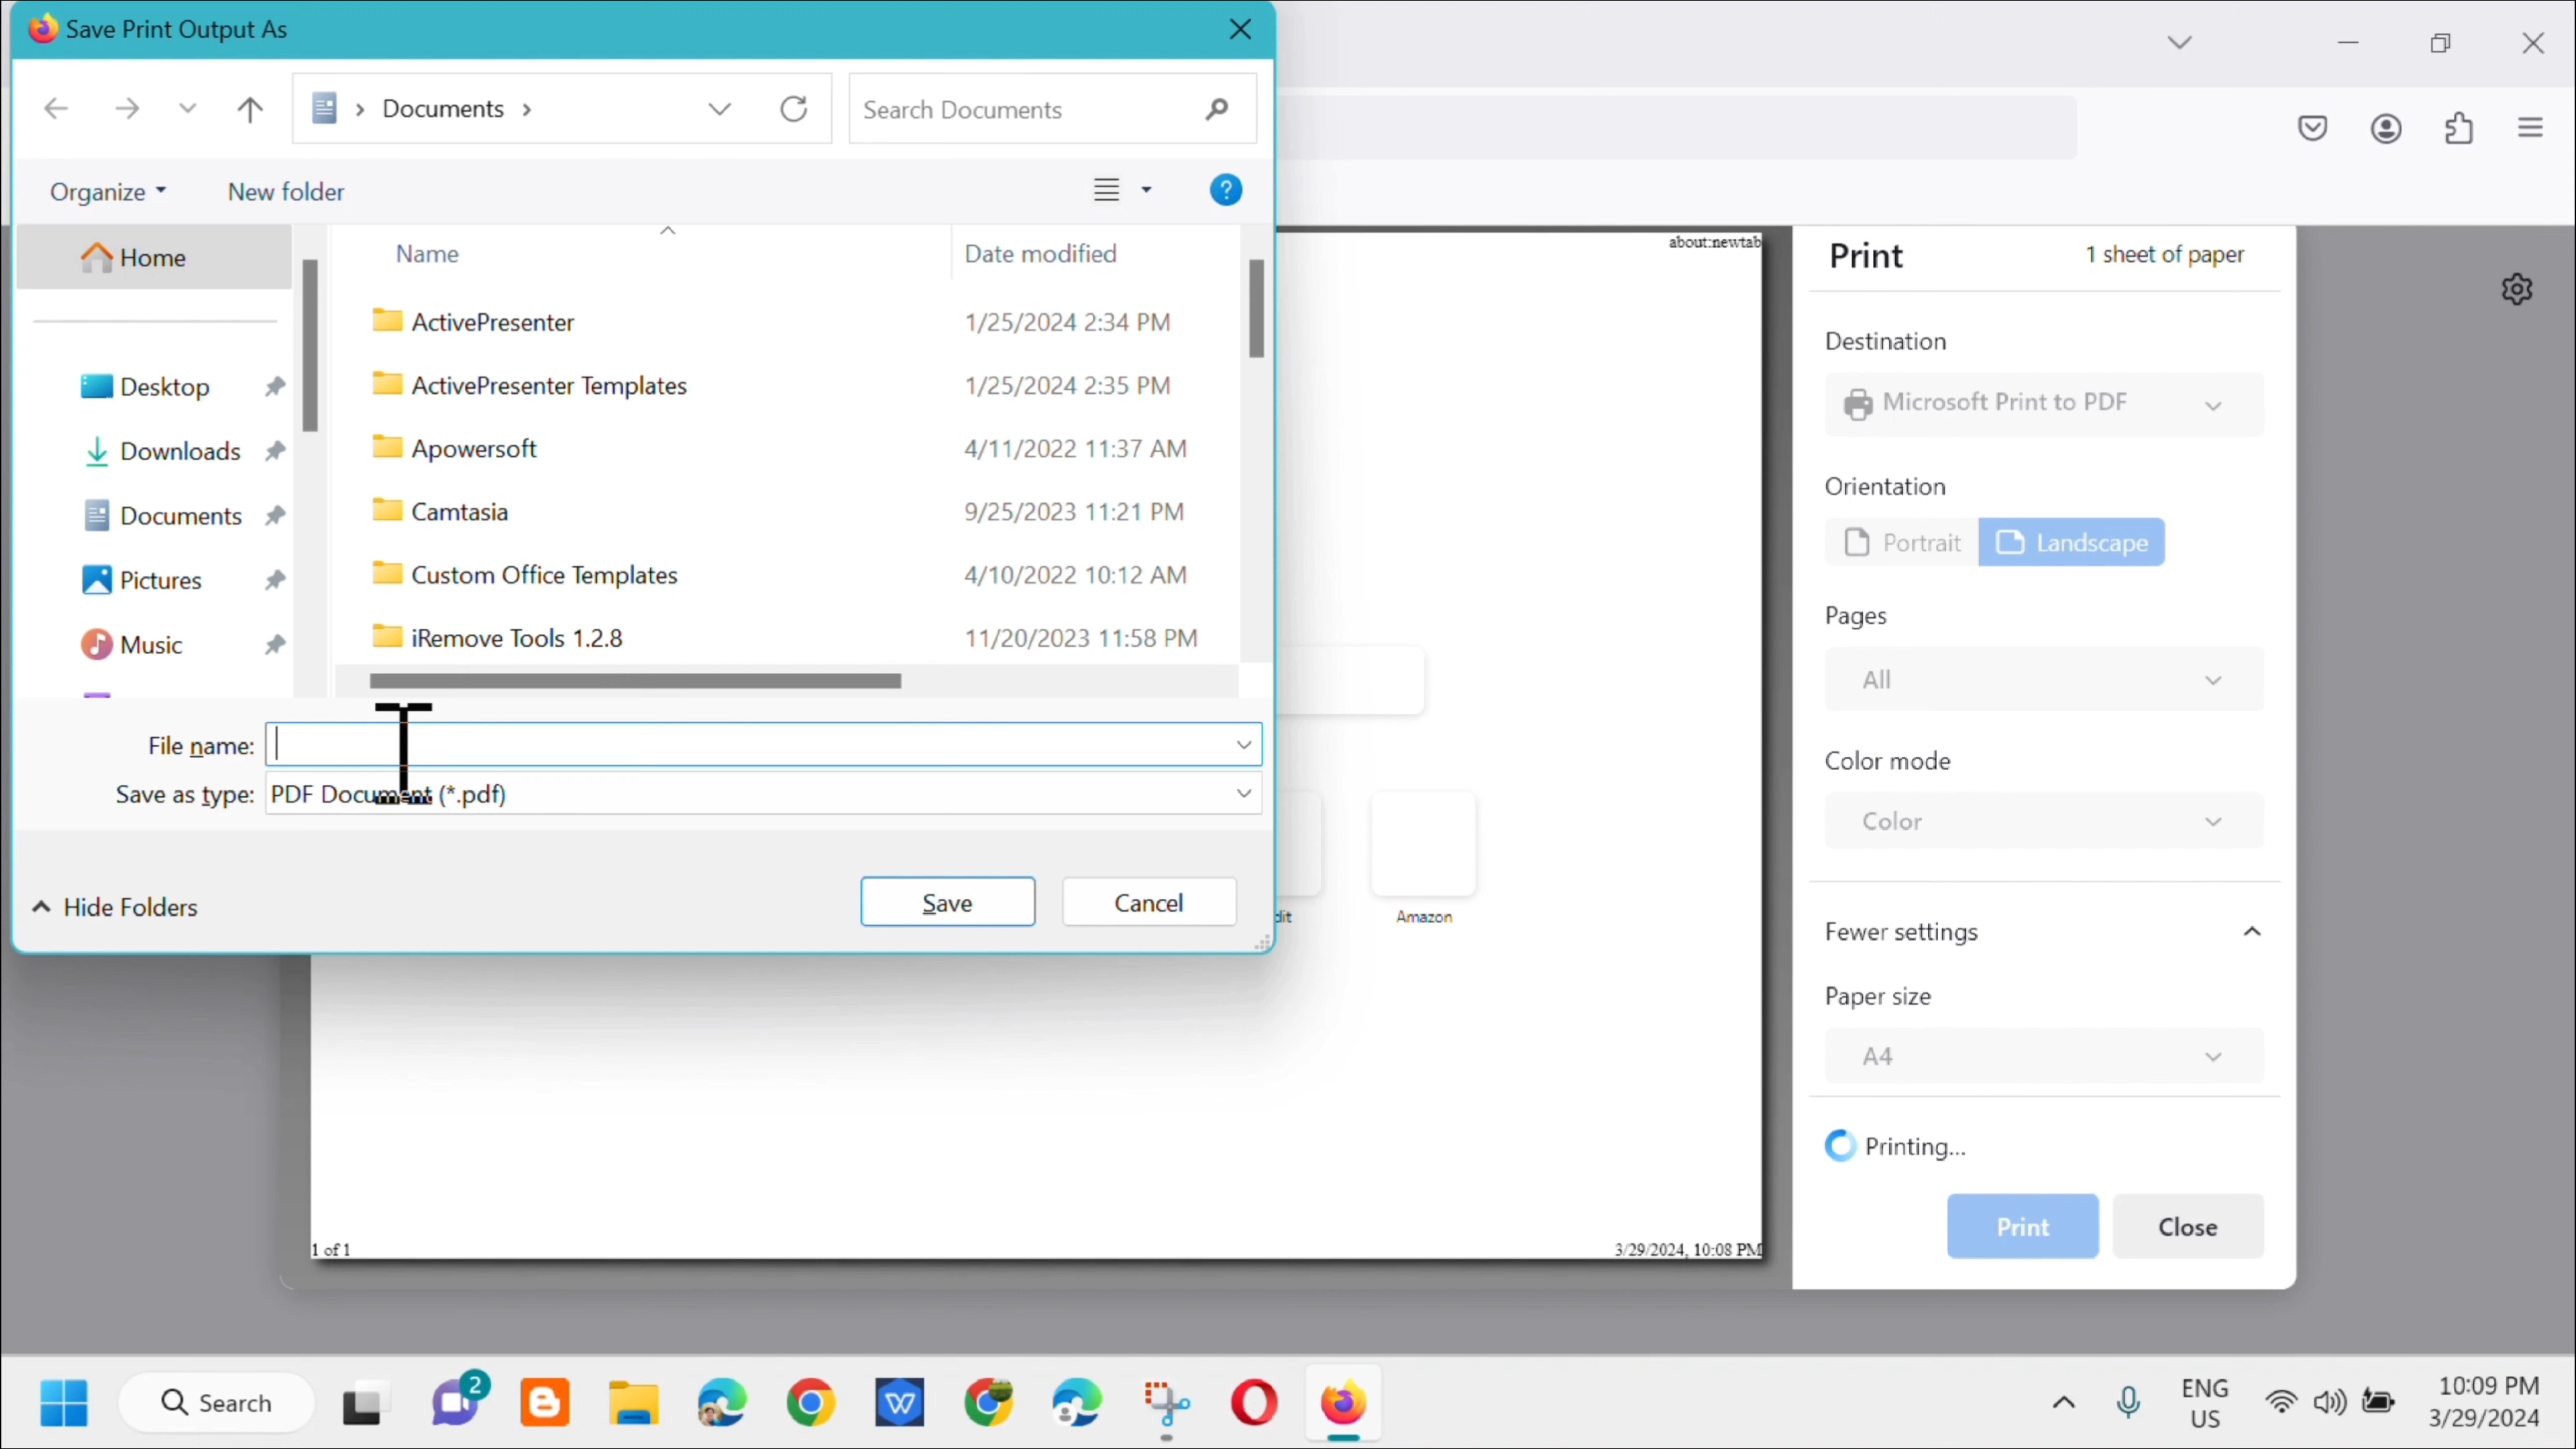 Save Print Output As
Documents
Search Documents
Organize
New folder
?
Home
Desktop
Downloads
Documents
Pictures
Music
Name
Date modified
ActivePresenter 1/25/2024 2:34 PM
ActivePresenter Templates 1/25/2024 2:35 PM
Apowersoft 4/11/2022 11:37 AM
Camtasia 9/25/2023 11:21 PM
Custom Office Templates 4/10/2022 10:12 AM
iRemove Tools 1.2.8 11/20/2023 11:58 PM
File name:
Save as type: PDF Document (*.pdf)
Hide Folders
Save
Cancel
about:newtab
Amazon
1 of 1
3/29/2024, 10:08 PM
Print
1 sheet of paper
Destination
Microsoft Print to PDF
Orientation
Portrait
Landscape
Pages
All
Color mode
Color
Fewer settings
Paper size
A4
Printing...
Print
Close
Search
2
W
ENG
US
10:09 PM
3/29/2024